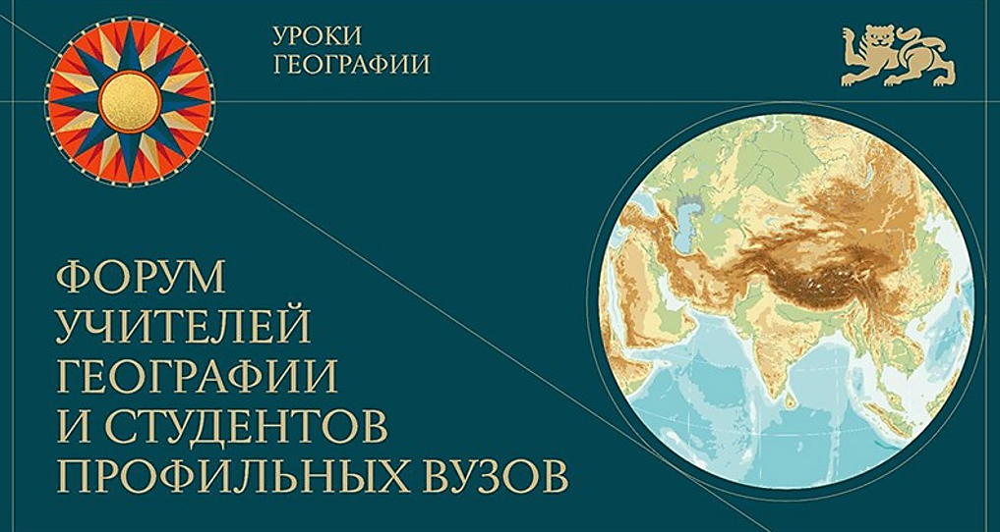 УРОКИ
ГЕОГРАФИИ
ФОРУМ
УЧИТЕЛЕЙ
ГЕОГРАФИИ
И СТУДЕНТОВ
ПРОФИЛЬНЫХ ВУЗОВ